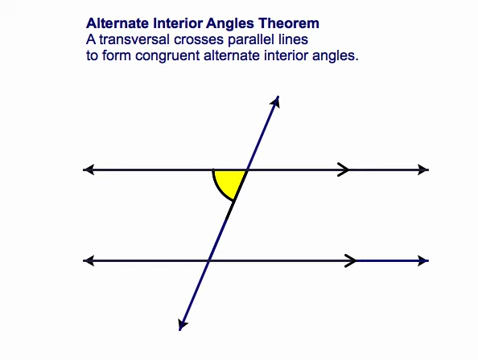 Alternate Interior Angles Theorem
A transversal crosses parallel lines
to form congruent alternate interior angles.